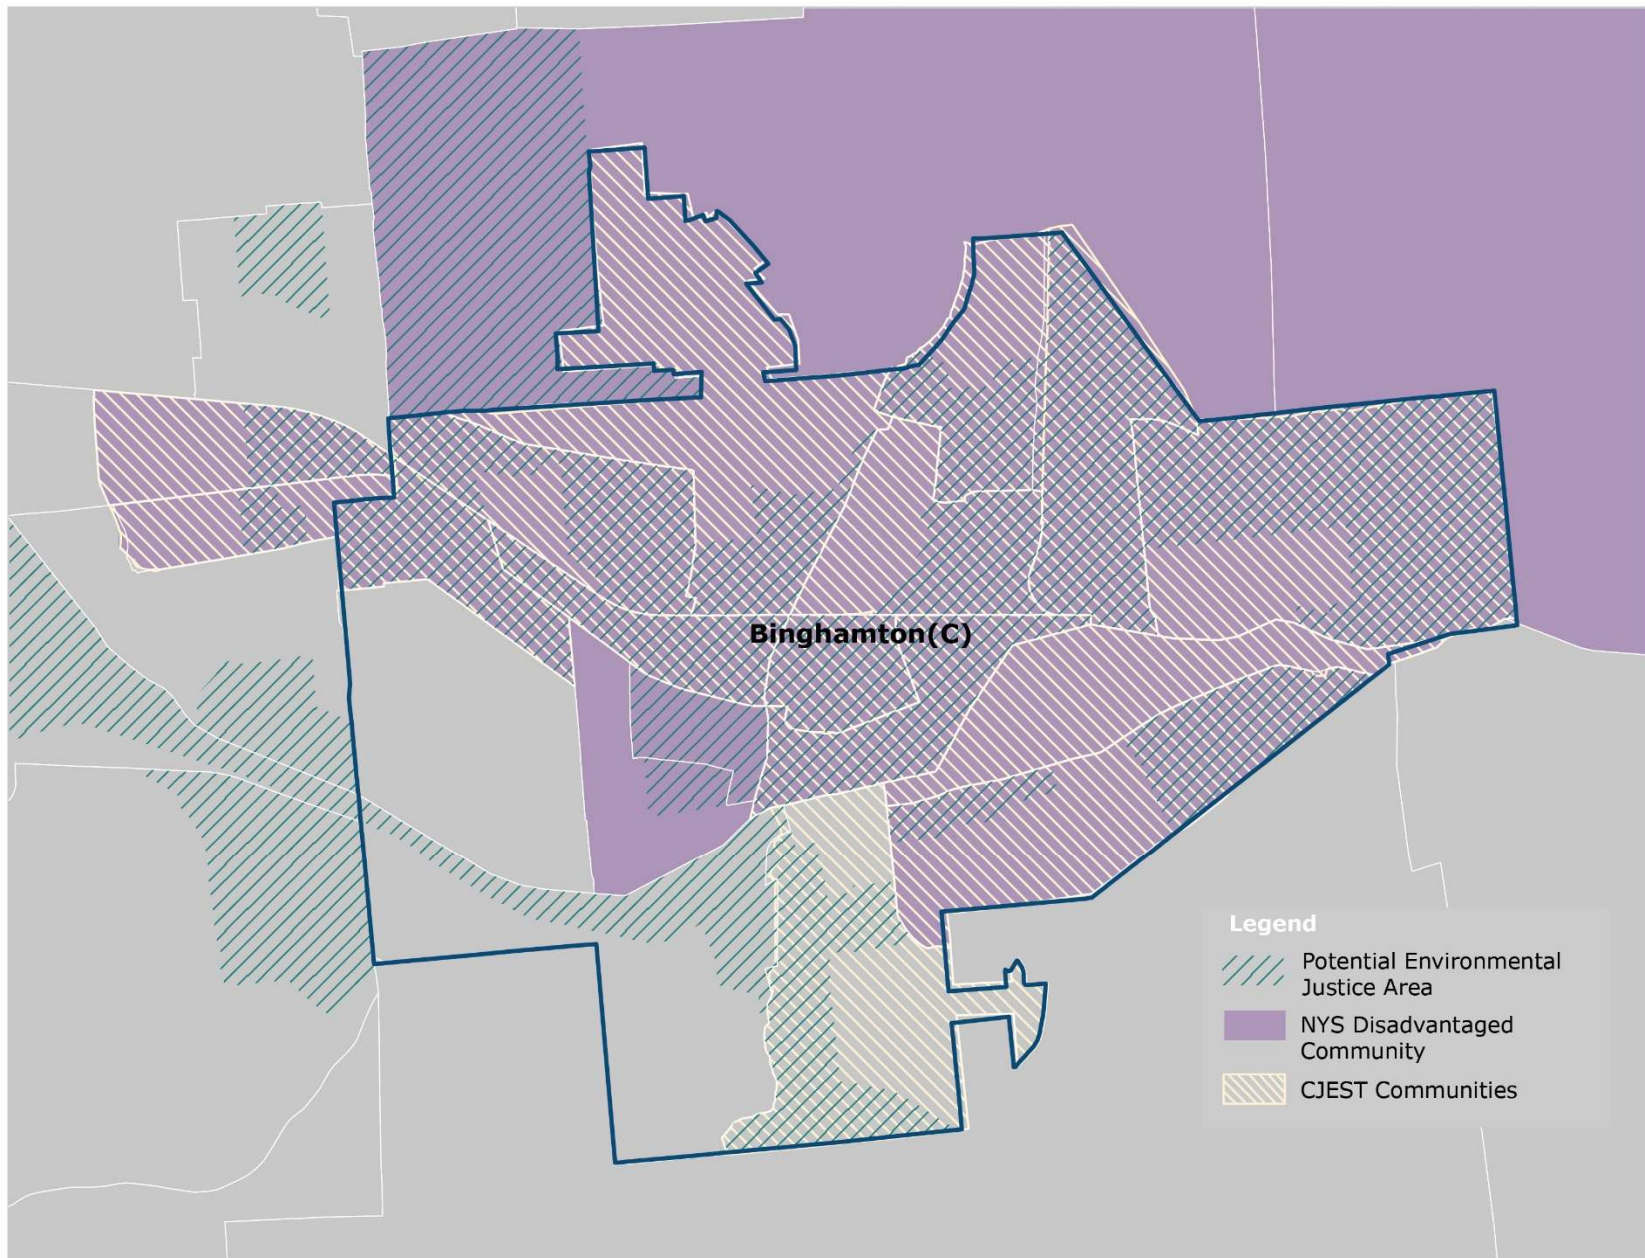 Binghamton(C)
Legend
Potential Environmental
Justice Area
NYS Disadvantaged
Community
CJEST Communities